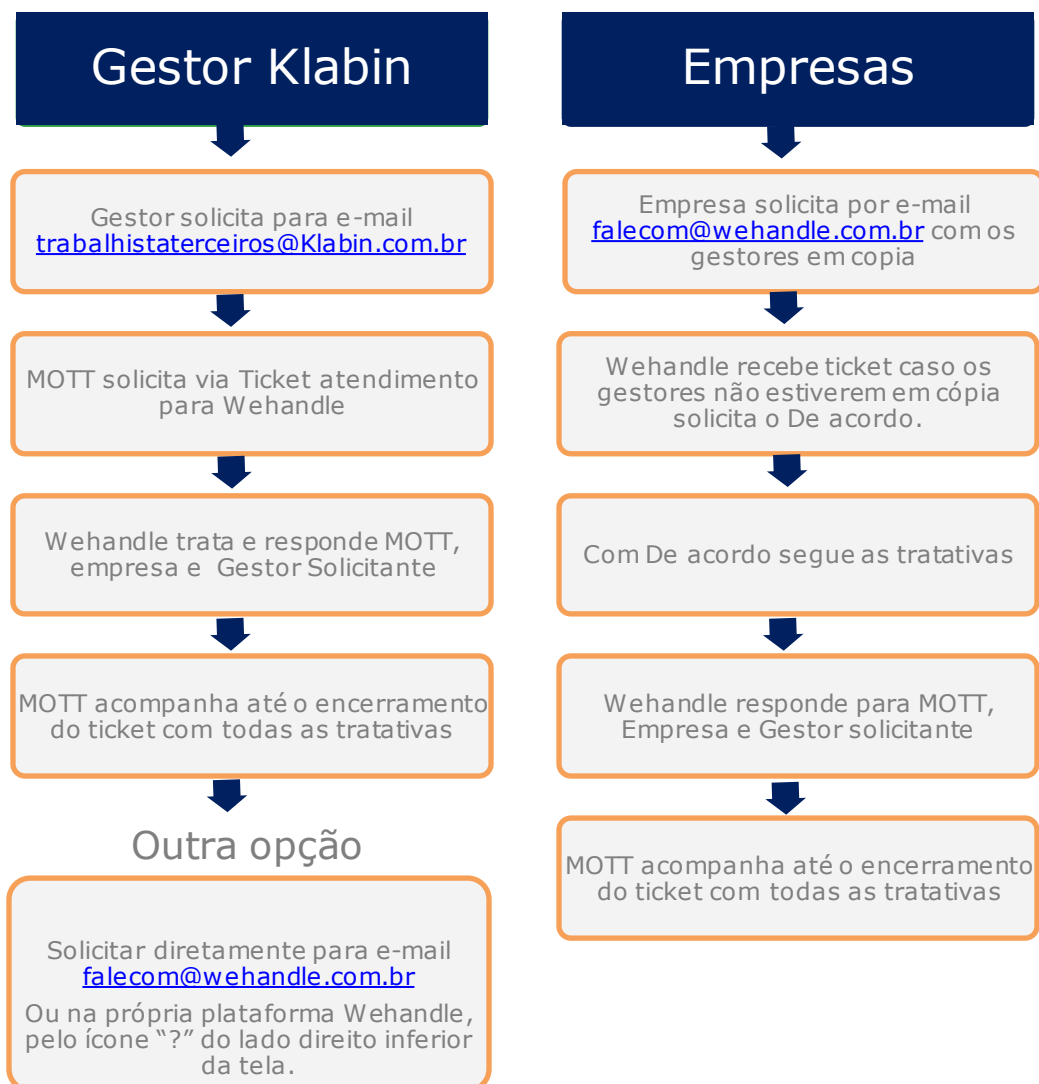 Gestor Klabin
Gestor solicita para e-mail
trabalhistaterceiros@Klabin.com.br
MOTT solicita via Ticket atendimento
para Wehandle
Wehandle trata e responde MOTT,
empresa e Gestor Solicitante
MOTT acompanha até o encerramento
do ticket com todas as tratativas
Outra opção
Solicitar diretamente para e-mail
falecom@wehandle.com.br
Ou na própria plataforma Wehandle,
pelo ícone “?” do lado direito inferior
da tela.
Empresas
Empresa solicita por e-mail
falecom@wehandle.com.br com os
gestores em copia
Wehandle recebe ticket caso os
gestores não estiverem em cópia
solicita o De acordo.
Com De acordo segue as tratativas
Wehandle responde para MOTT,
Empresa e Gestor solicitante
MOTT acompanha até o encerramento
do ticket com todas as tratativas